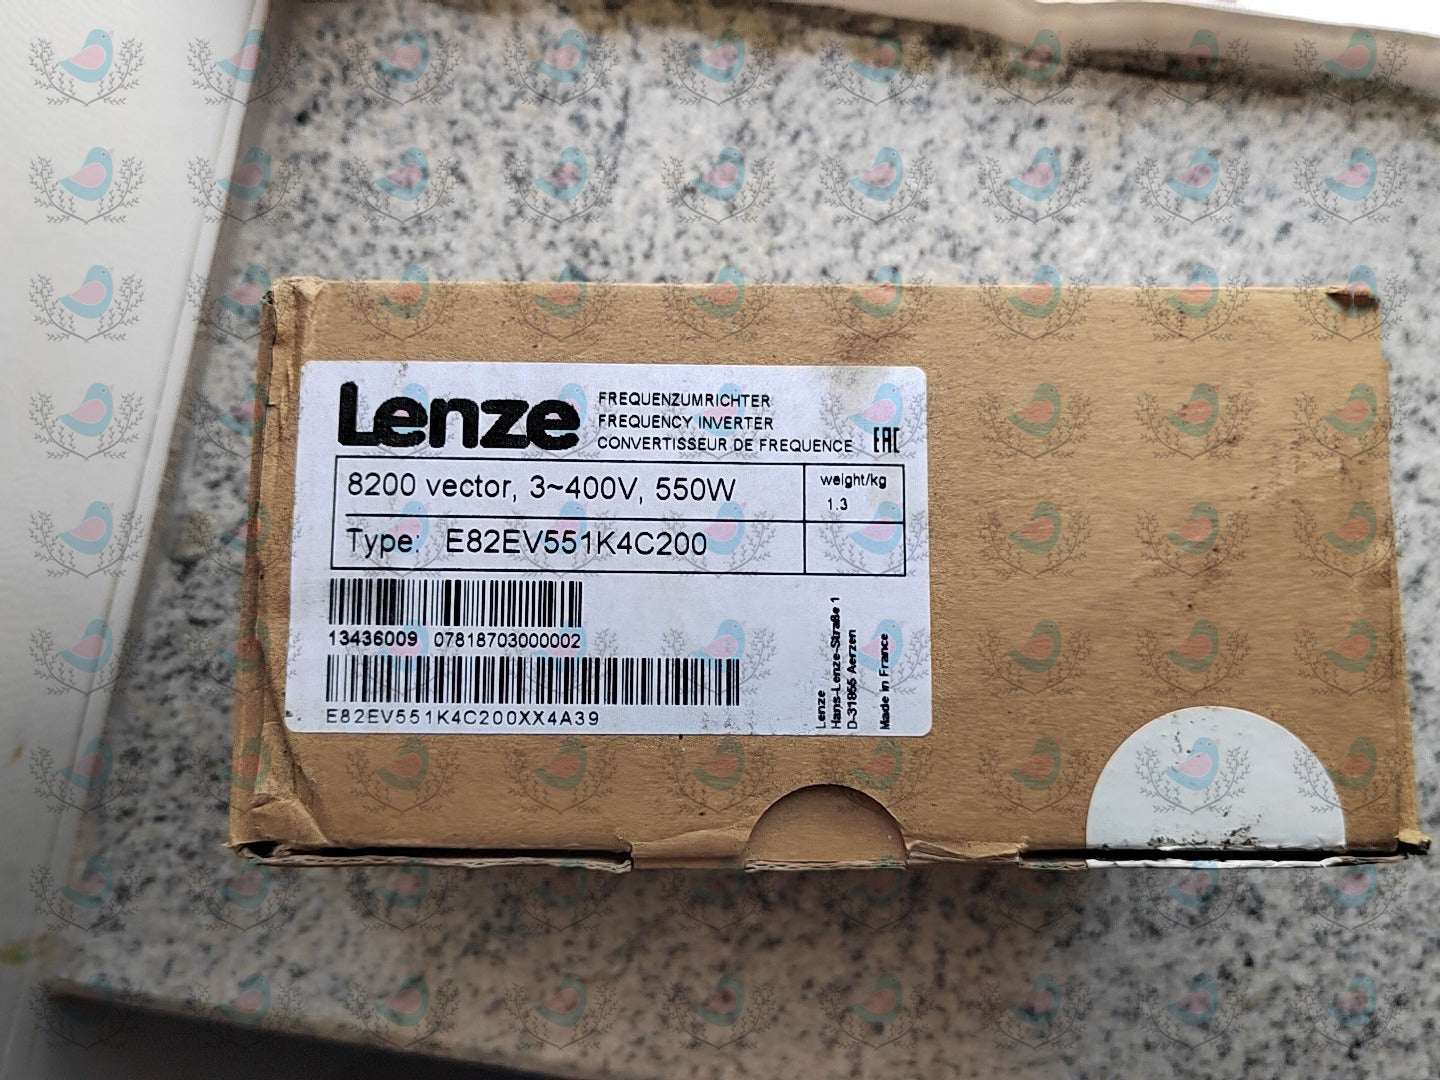 Lenze
FREQUENZUMRICHTER
FREQUENCY INVERTER
CONVERTISSEUR DE FREQUENCE
EAC
8200 vector, 3~400V, 550W
weight/kg
1.3
Type: E82EV551K4C200
13436009 07818703000002
E82EV551K4C200XX4A39
Lenze
Hans-Lenze-Straße 1
D-31855 Aerzen
Made in France